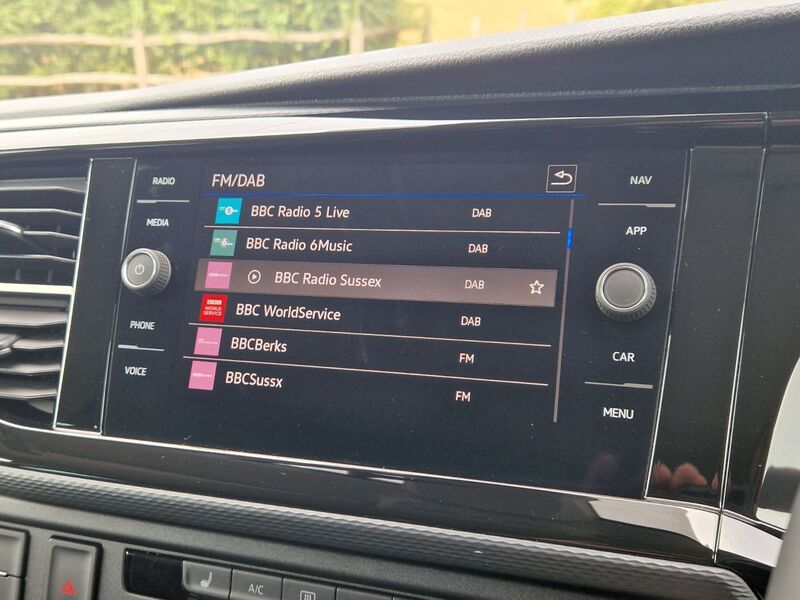 RADIO
MEDIA
PHONE
VOICE
FM/DAB
BBC Radio 5 Live DAB
BBC Radio 6Music DAB
BBC Radio Sussex DAB
BBC WORLD SERVICE
BBC WorldService DAB
BBCBerks FM
BBCSussx FM
NAV
APP
CAR
MENU
A/C